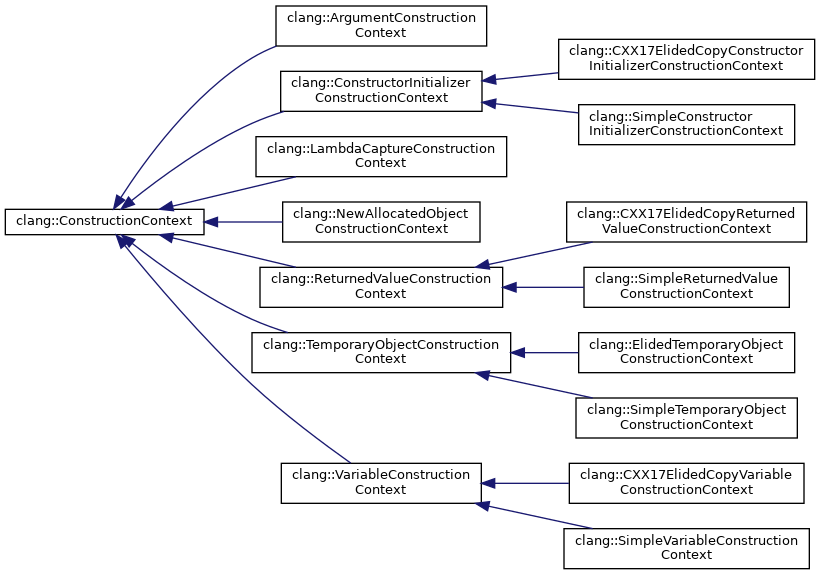 clang::ArgumentConstruction
Context
clang::CXX17ElidedCopyConstructor
InitializerConstructionContext
clang::ConstructorInitializer
ConstructionContext
clang::SimpleConstructor
InitializerConstructionContext
clang::LambdaCaptureConstruction
Context
clang::ConstructionContext
clang::NewAllocatedObject
ConstructionContext
clang::CXX17ElidedCopyReturned
ValueConstructionContext
clang::ReturnedValueConstruction
Context
clang::SimpleReturnedValue
ConstructionContext
clang::TemporaryObjectConstruction
Context
clang::ElidedTemporaryObject
ConstructionContext
clang::SimpleTemporaryObject
ConstructionContext
clang::VariableConstruction
Context
clang::CXX17ElidedCopyVariable
ConstructionContext
clang::SimpleVariableConstruction
Context